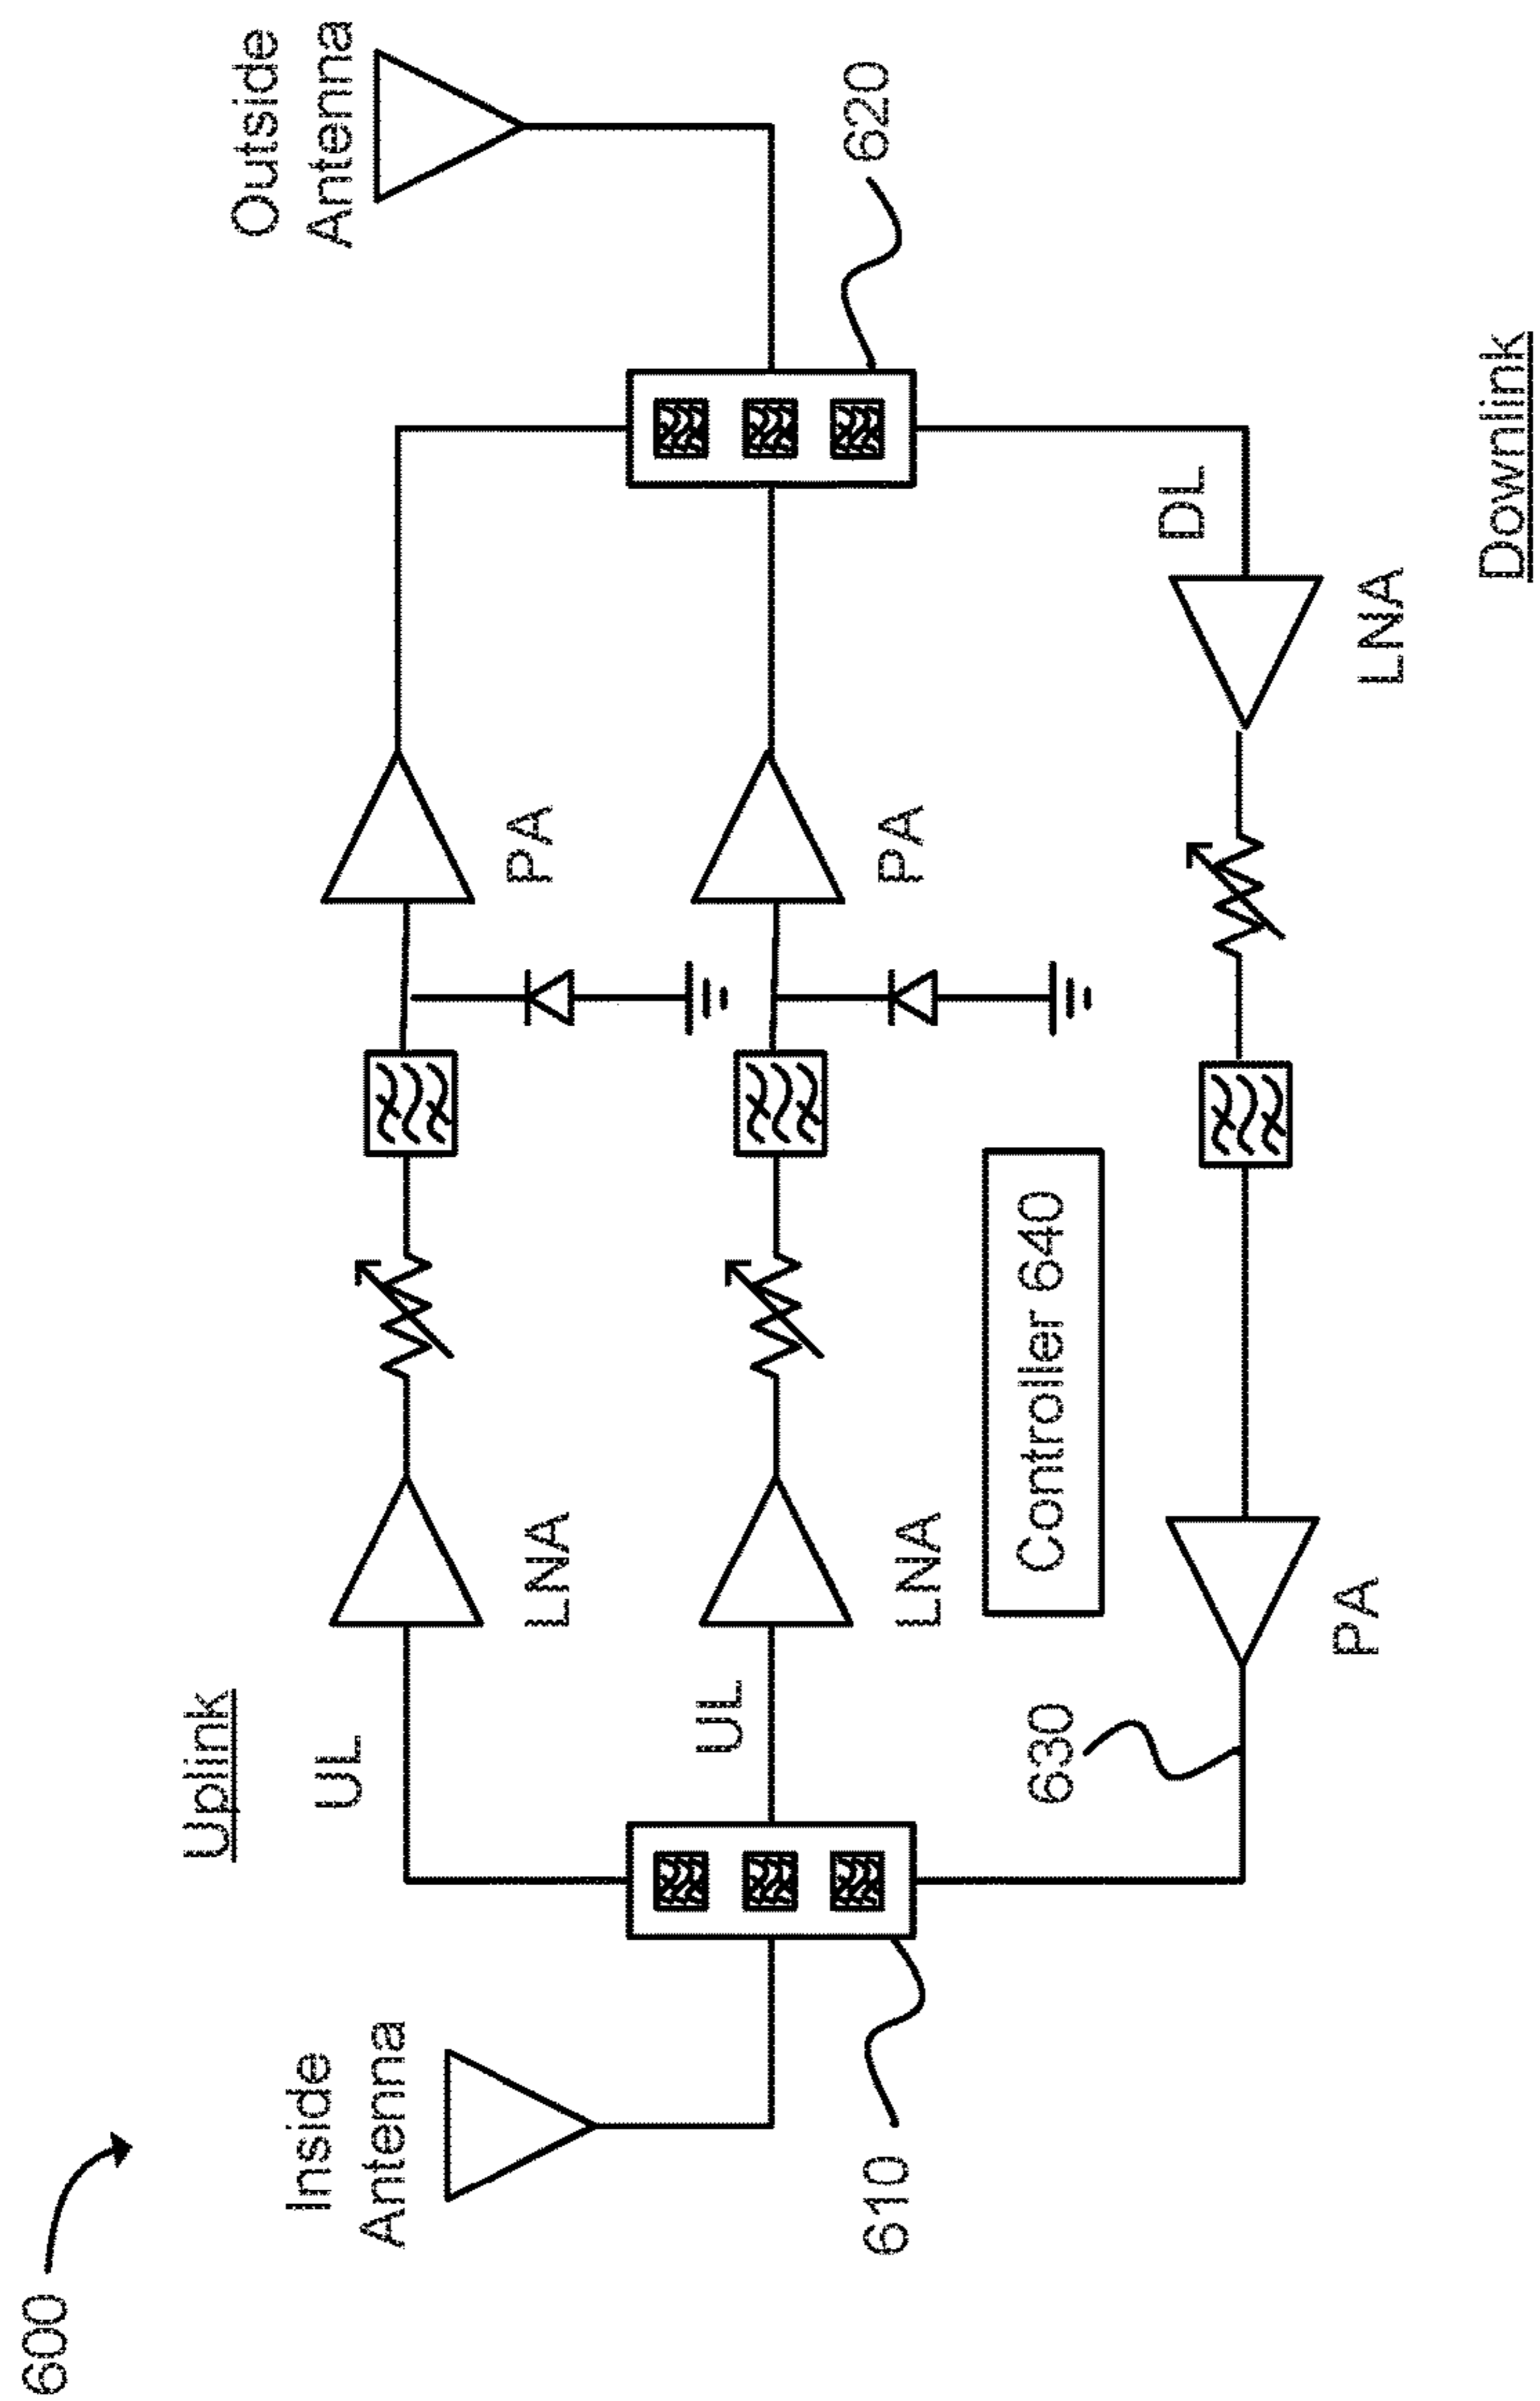 600
Uplink
Inside
Antenna
Outside
Antenna
UL
LNA
PA
620
UL
LNA
PA
610
Controller 640
630
DL
PA
LNA
Downlink